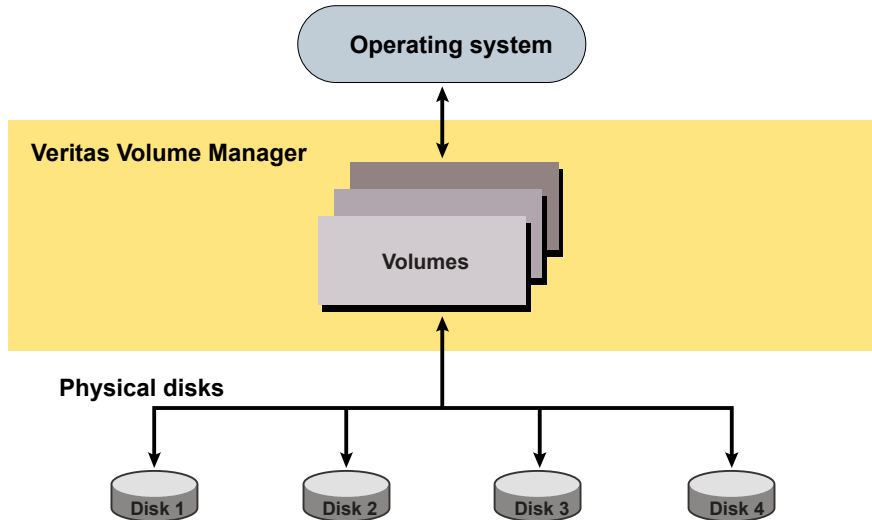 Operating system
Veritas Volume Manager
Volumes
Physical disks
Disk 1
Disk 2
Disk 3
Disk 4